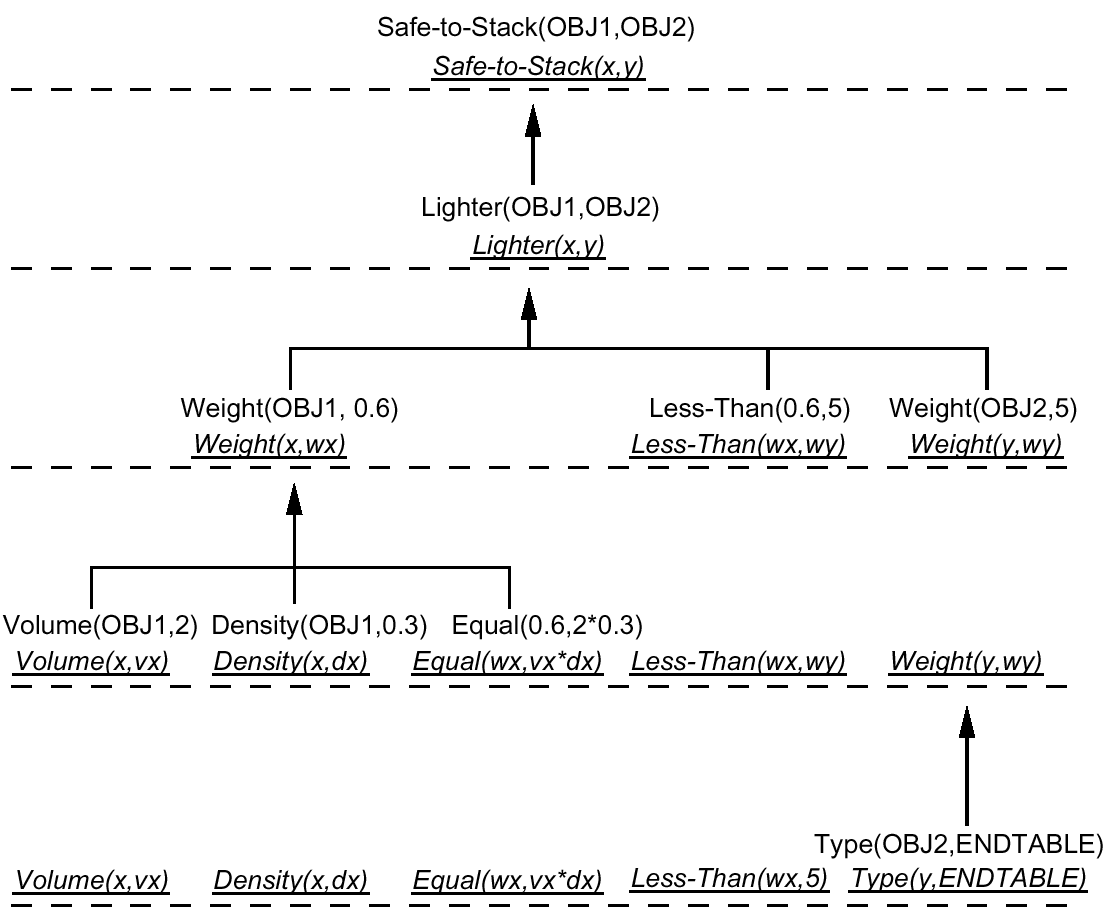 Safe-to-Stack(OBJ1,OBJ2)
Safe-to-Stack(x,y)
Lighter(OBJ1,OBJ2)
Lighter(x,y)
Weight(OBJ1, 0.6) Less-Than(0.6,5) Weight(OBJ2,5)
Weight(x,wx) Less-Than(wx,wy) Weight(y,wy)
Volume(OBJ1,2) Density(OBJ1,0.3) Equal(0.6,2*0.3)
Volume(x,vx) Density(x,dx) Equal(wx,vx*dx) Less-Than(wx,wy) Weight(y,wy)
Type(OBJ2,ENDTABLE)
Volume(x,vx) Density(x,dx) Equal(wx,vx*dx) Less-Than(wx,5) Type(y,ENDTABLE)